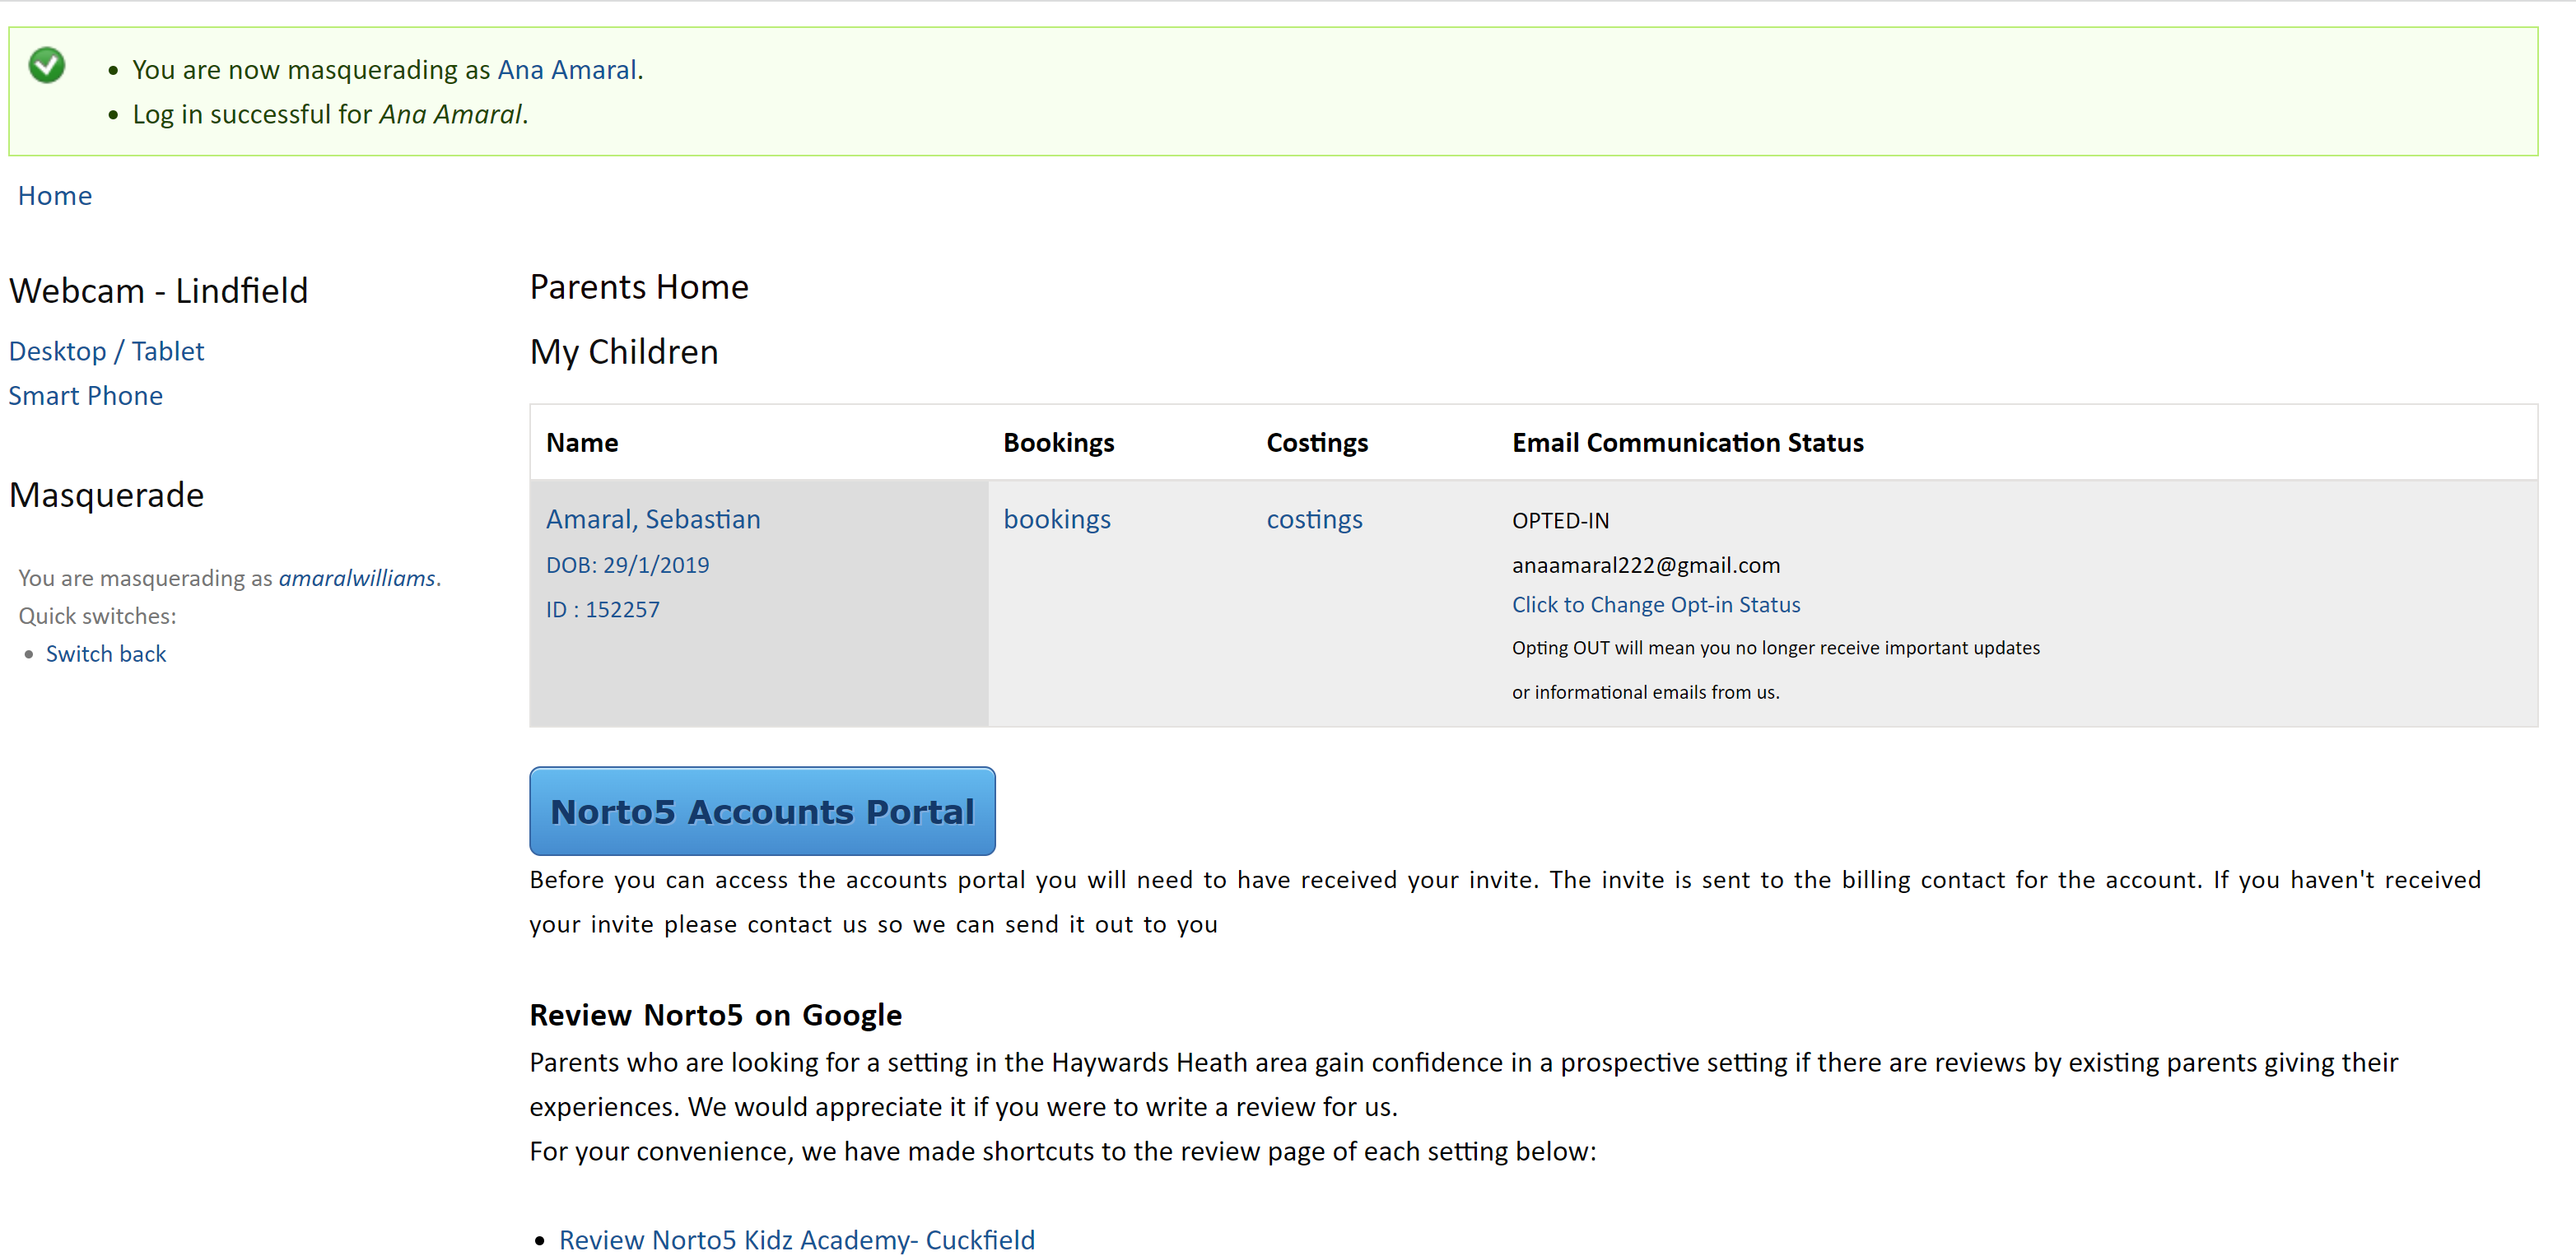 You are now masquerading as Ana Amaral.
Log in successful for Ana Amaral.
Home
Webcam - Lindfield
Desktop / Tablet
Smart Phone
Masquerade
You are masquerading as amaralwilliams.
Quick switches:
Switch back
Parents Home
My Children
Name Bookings Costings Email Communication Status
Amaral, Sebastian bookings costings OPTED-IN
DOB: 29/1/2019 anaamaral222@gmail.com
ID : 152257 Click to Change Opt-in Status
Opting OUT will mean you no longer receive important updates
or informational emails from us.
Norto5 Accounts Portal
Before you can access the accounts portal you will need to have received your invite. The invite is sent to the billing contact for the account. If you haven't received
your invite please contact us so we can send it out to you
Review Norto5 on Google
Parents who are looking for a setting in the Haywards Heath area gain confidence in a prospective setting if there are reviews by existing parents giving their
experiences. We would appreciate it if you were to write a review for us.
For your convenience, we have made shortcuts to the review page of each setting below:
Review Norto5 Kidz Academy- Cuckfield